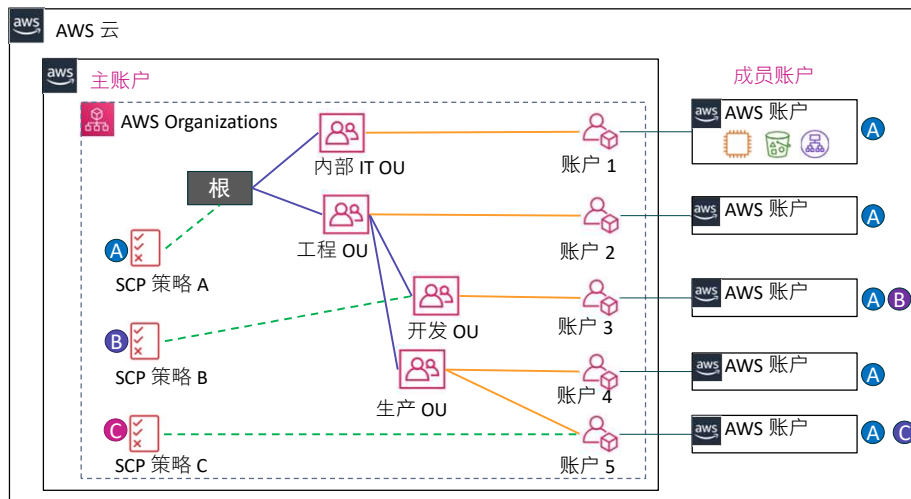 aws
AWS 云
aws
主账户
成员账户
AWS Organizations
aws
AWS 账户
A
内部 IT OU
账户 1
根
aws
AWS 账户
A
工程 OU
账户 2
A
SCP 策略 A
aws
AWS 账户
A
B
开发 OU
账户 3
B
SCP 策略 B
aws
AWS 账户
A
生产 OU
账户 4
C
SCP 策略 C
账户 5
aws
AWS 账户
A
C